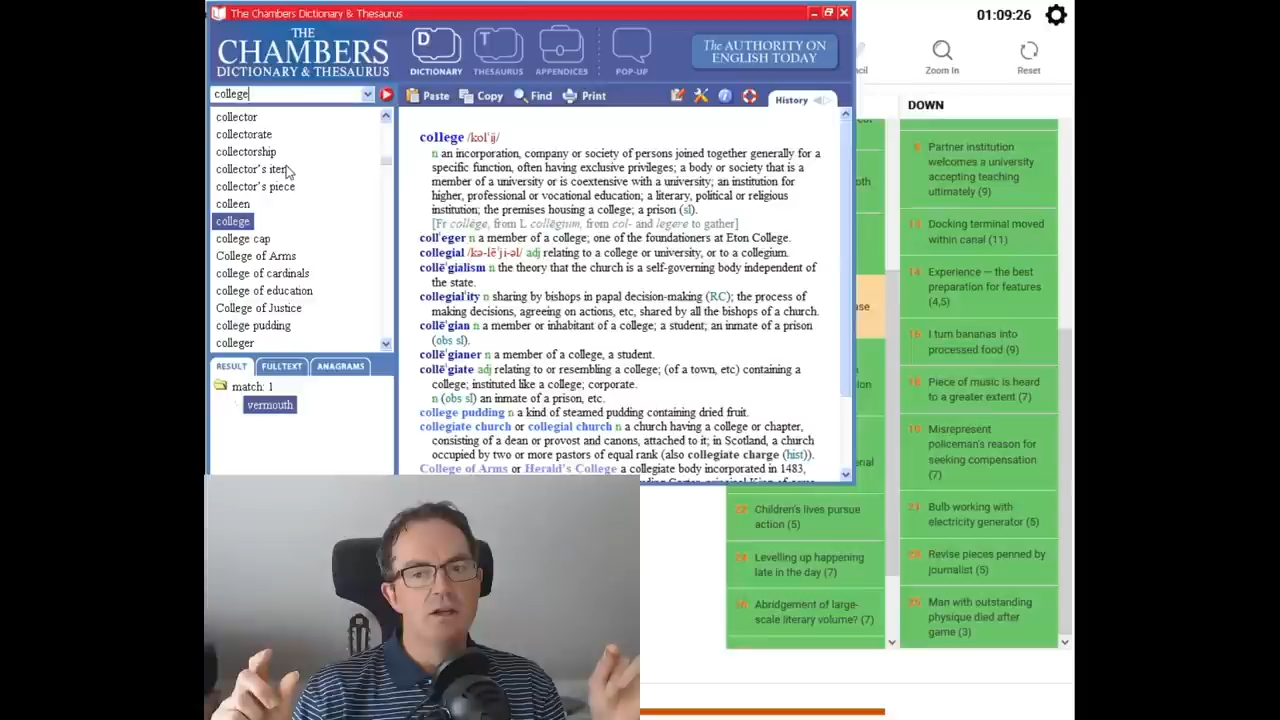 The Chambers Dictionary & Thesaurus
THE
CHAMBERS
DICTIONARY & THESAURUS
D
DICTIONARY
T
THESAURUS
APPENDICES
POP-UP
The AUTHORITY ON
ENGLISH TODAY
01:09:26
Zoom In
Reset
college
Paste
Copy
Find
Print
History
collector
collectorate
collectorship
collector's item
collector's piece
colleen
college
college cap
College of Arms
college of cardinals
college of education
College of Justice
college pudding
colleger
RESULT
FULLTEXT
ANAGRAMS
match: 1
vermouth
college /kol'ij/
n an incorporation, company or society of persons joined together generally for a
specific function, often having exclusive privileges; a body or society that is a
member of a university or is coextensive with a university; an institution for
higher, professional or vocational education; a literary, political or religious
institution; the premises housing a college; a prison (sl).
[Fr collège, from L collēgium, from col- and legere to gather]
coll'eger n a member of a college; one of the foundationers at Eton College.
collegial /kə-lē'ji-əl/ adj relating to a college or university, or to a collegium.
collē'gialism n the theory that the church is a self-governing body independent of
the state.
collegial'ity n sharing by bishops in papal decision-making (RC); the process of
making decisions, agreeing on actions, etc, shared by all the bishops of a church.
collē'gian n a member or inhabitant of a college; a student; an inmate of a prison
(obs sl).
collē'gianer n a member of a college, a student.
collē'giate adj relating to or resembling a college; (of a town, etc) containing a
college; instituted like a college; corporate.
n (obs sl) an inmate of a prison, etc.
college pudding n a kind of steamed pudding containing dried fruit.
collegiate church or collegial church n a church having a college or chapter,
consisting of a dean or provost and canons, attached to it; in Scotland, a church
occupied by two or more pastors of equal rank (also collegiate charge (hist)).
College of Arms or Herald's College a collegiate body incorporated in 1483,
22 Children's lives pursue
action (5)
24 Levelling up happening
late in the day (7)
Abridgement of large-
scale literary volume? (7)
DOWN
Partner institution
welcomes a university
accepting teaching
ultimately (9)
Docking terminal moved
within canal (11)
14 Experience — the best
preparation for features
(4,5)
I turn bananas into
processed food (9)
Piece of music is heard
to a greater extent (7)
19 Misrepresent
policeman's reason for
seeking compensation
(7)
21 Bulb working with
electricity generator (5)
Revise pieces penned by
journalist (5)
Man with outstanding
physique died after
game (3)